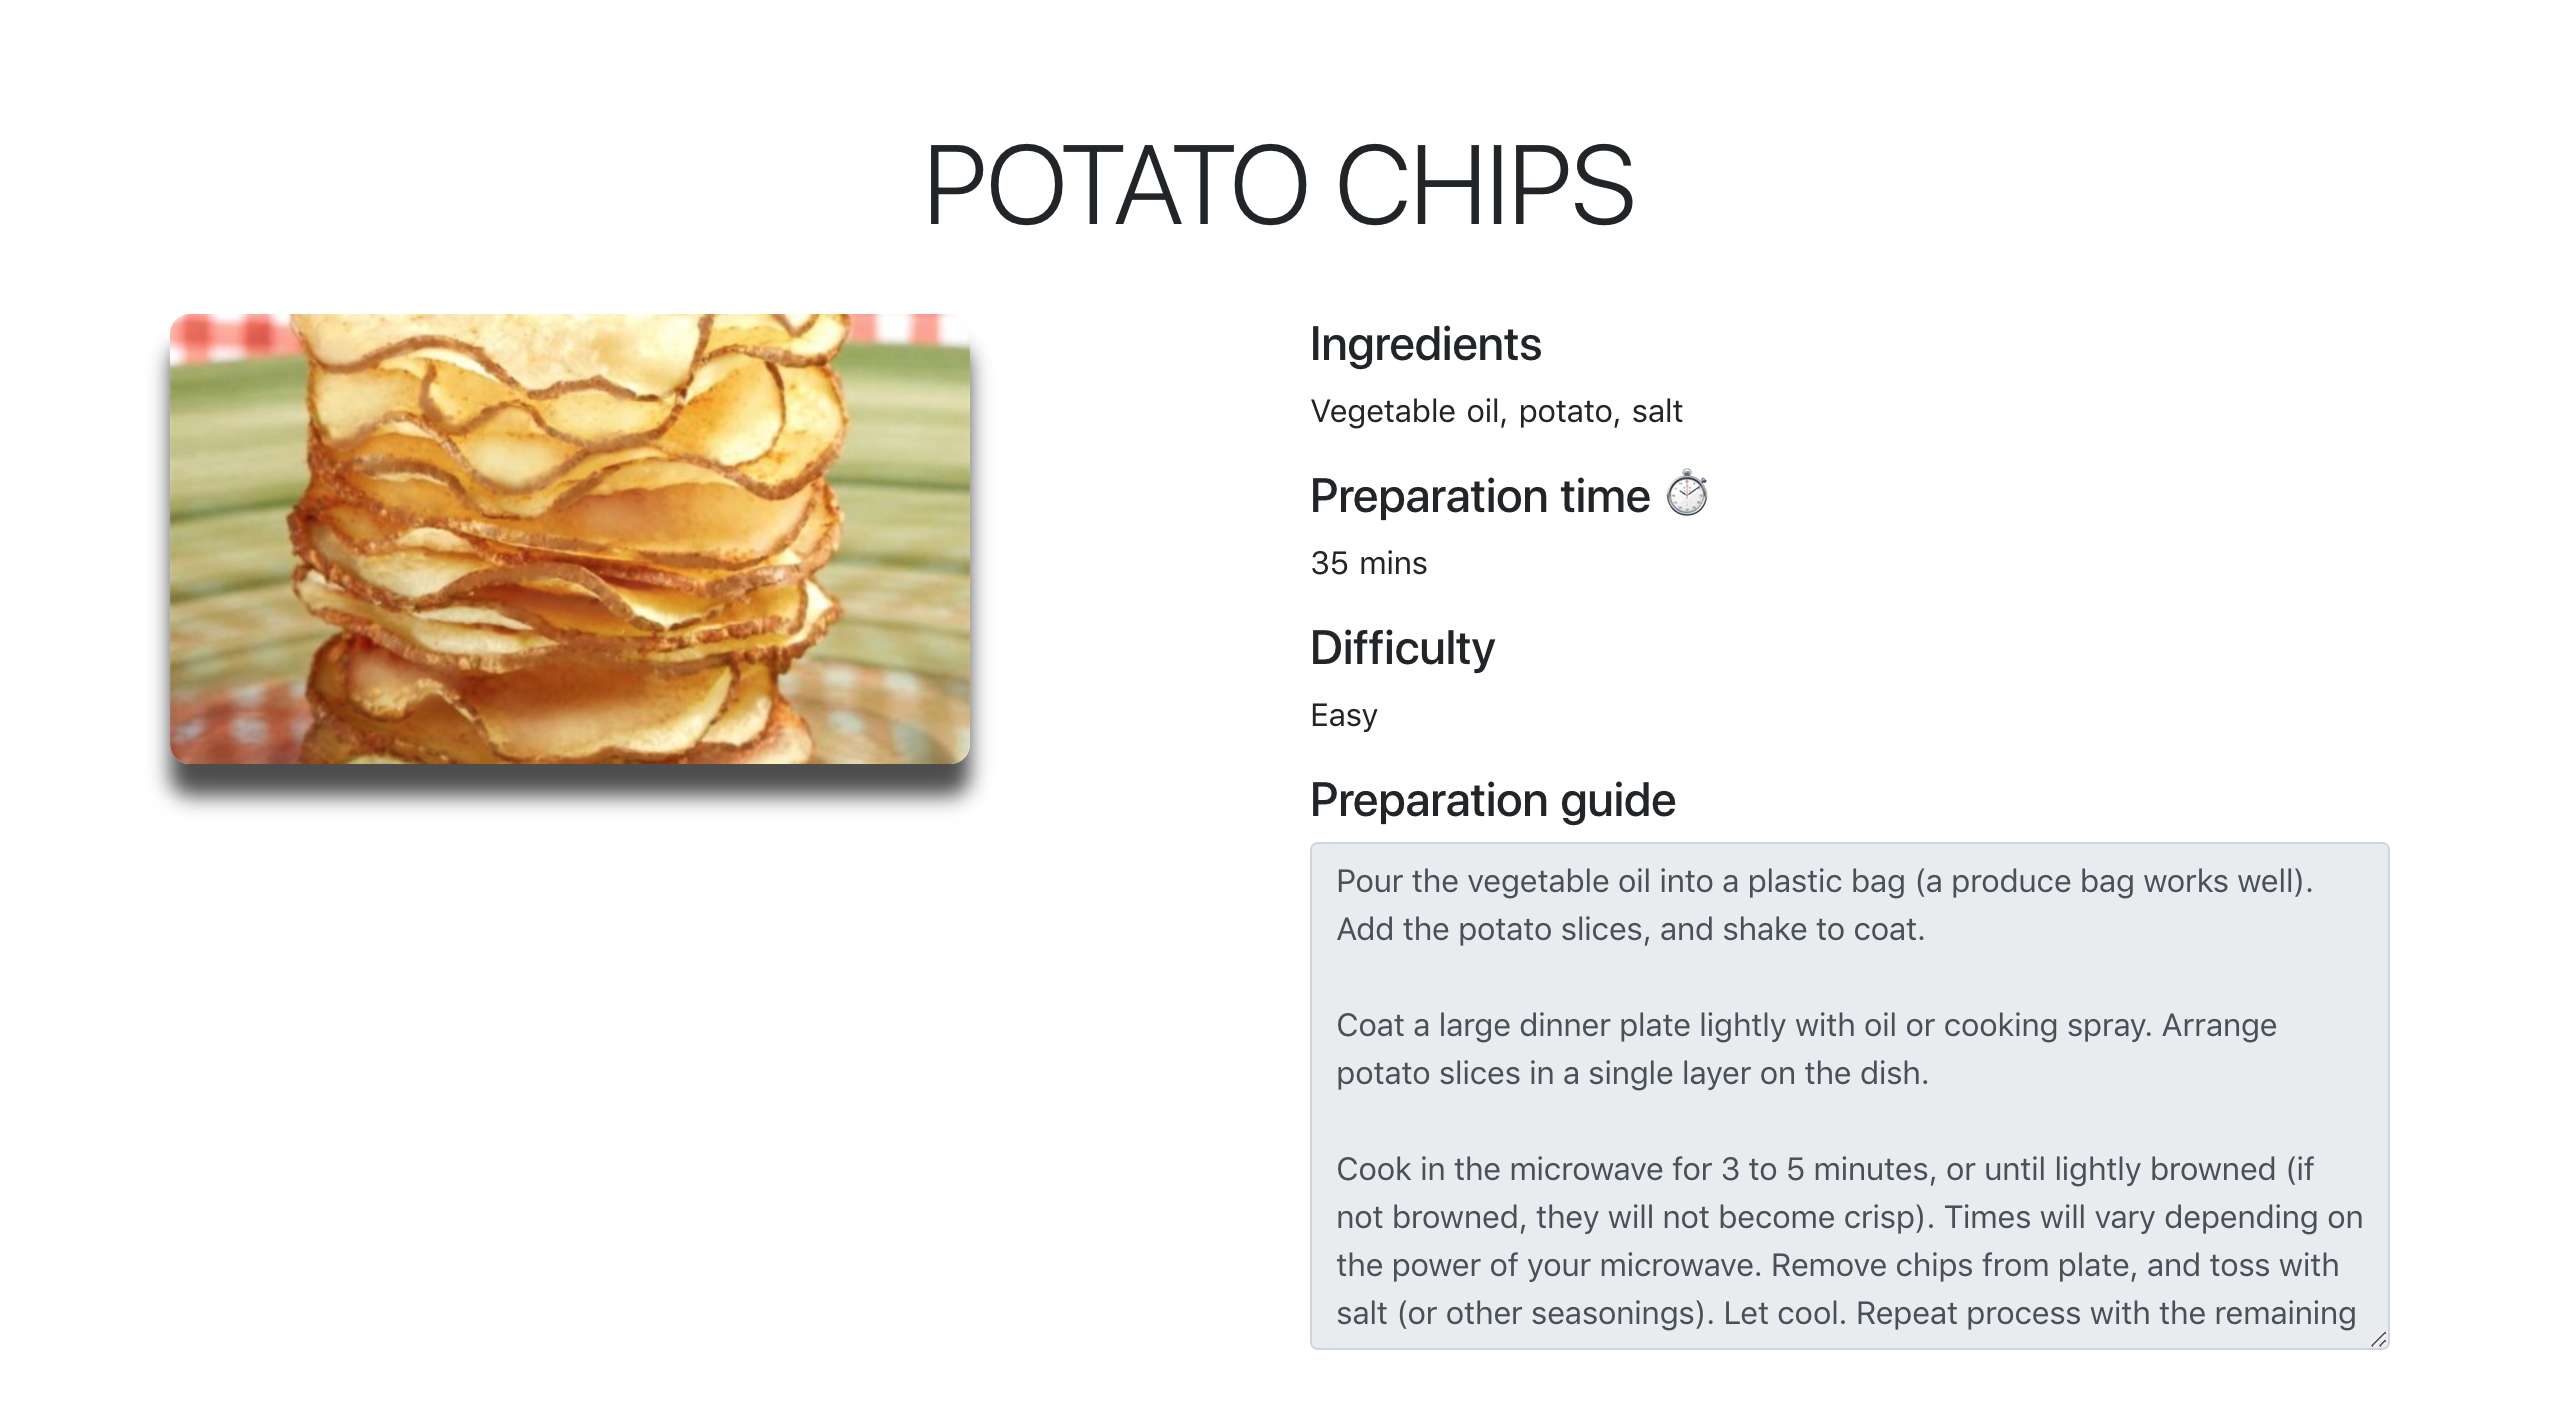 POTATO CHIPS
Ingredients
Vegetable oil, potato, salt
Preparation time ⏱
35 mins
Difficulty
Easy
Preparation guide
Pour the vegetable oil into a plastic bag (a produce bag works well).
Add the potato slices, and shake to coat.
Coat a large dinner plate lightly with oil or cooking spray. Arrange
potato slices in a single layer on the dish.
Cook in the microwave for 3 to 5 minutes, or until lightly browned (if
not browned, they will not become crisp). Times will vary depending on
the power of your microwave. Remove chips from plate, and toss with
salt (or other seasonings). Let cool. Repeat process with the remaining